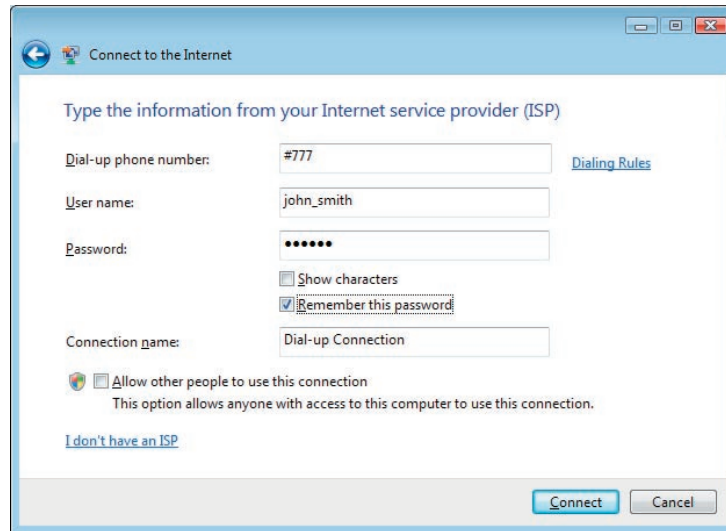 Connect to the Internet
Type the information from your Internet service provider (ISP)
Dial-up phone number: #777 Dialing Rules
User name: john_smith
Password: ••••••
Show characters
Remember this password
Connection name: Dial-up Connection
Allow other people to use this connection
This option allows anyone with access to this computer to use this connection.
I don't have an ISP
Connect Cancel